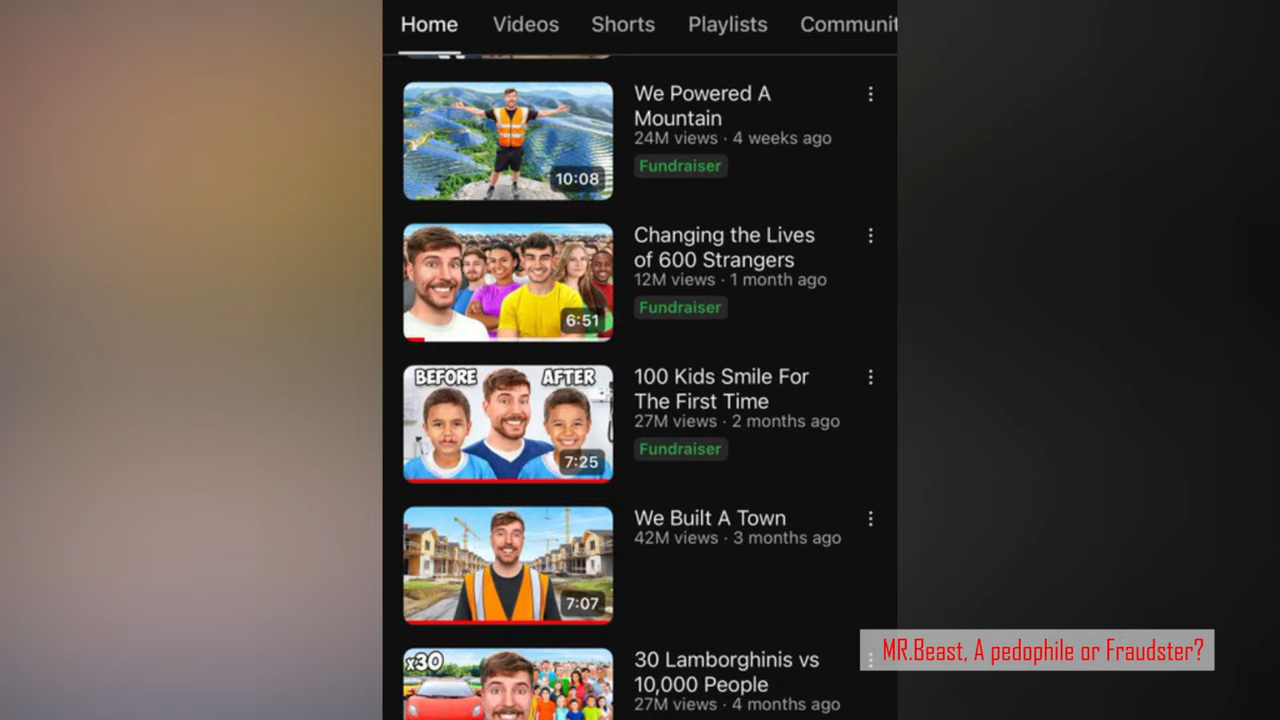 Home Videos Shorts Playlists Communit
We Powered A
Mountain
24M views · 4 weeks ago
Fundraiser
10:08
Changing the Lives
of 600 Strangers
12M views · 1 month ago
Fundraiser
6:51
BEFORE AFTER
100 Kids Smile For
The First Time
27M views · 2 months ago
Fundraiser
7:25
We Built A Town
42M views · 3 months ago
7:07
x30
30 Lamborghinis vs
10,000 People
27M views · 4 months ago
MR.Beast, A pedophile or Fraudster?